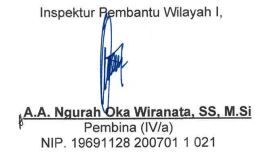 Inspektur Pembantu Wilayah I,
A.A. Ngurah Oka Wiranata, SS, M.Si
Pembina (IV/a)
NIP. 19691128 200701 1 021